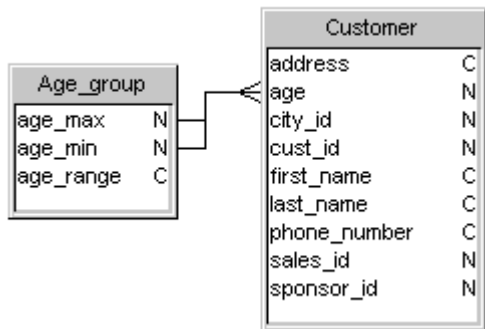 Age_group
age_max N
age_min N
age_range C
Customer
address C
age N
city_id N
cust_id N
first_name C
last_name C
phone_number C
sales_id N
sponsor_id N